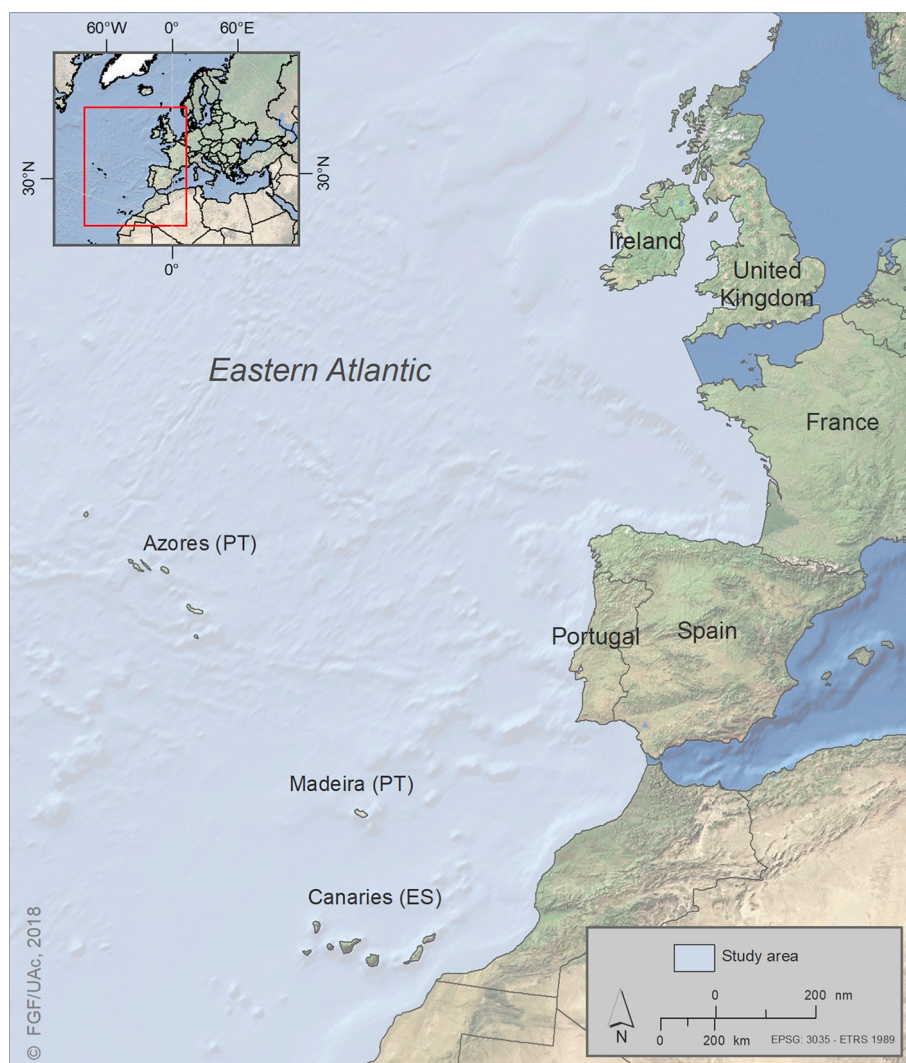 60°W 0° 60°E
30°N
30°N
0°
Ireland
United
Kingdom
Eastern Atlantic
France
Azores (PT)
Portugal
Spain
Madeira (PT)
Canaries (ES)
© FGF/UAc, 2018
Study area
0 200 nm
N
0 200 km
EPSG: 3035 - ETRS 1989